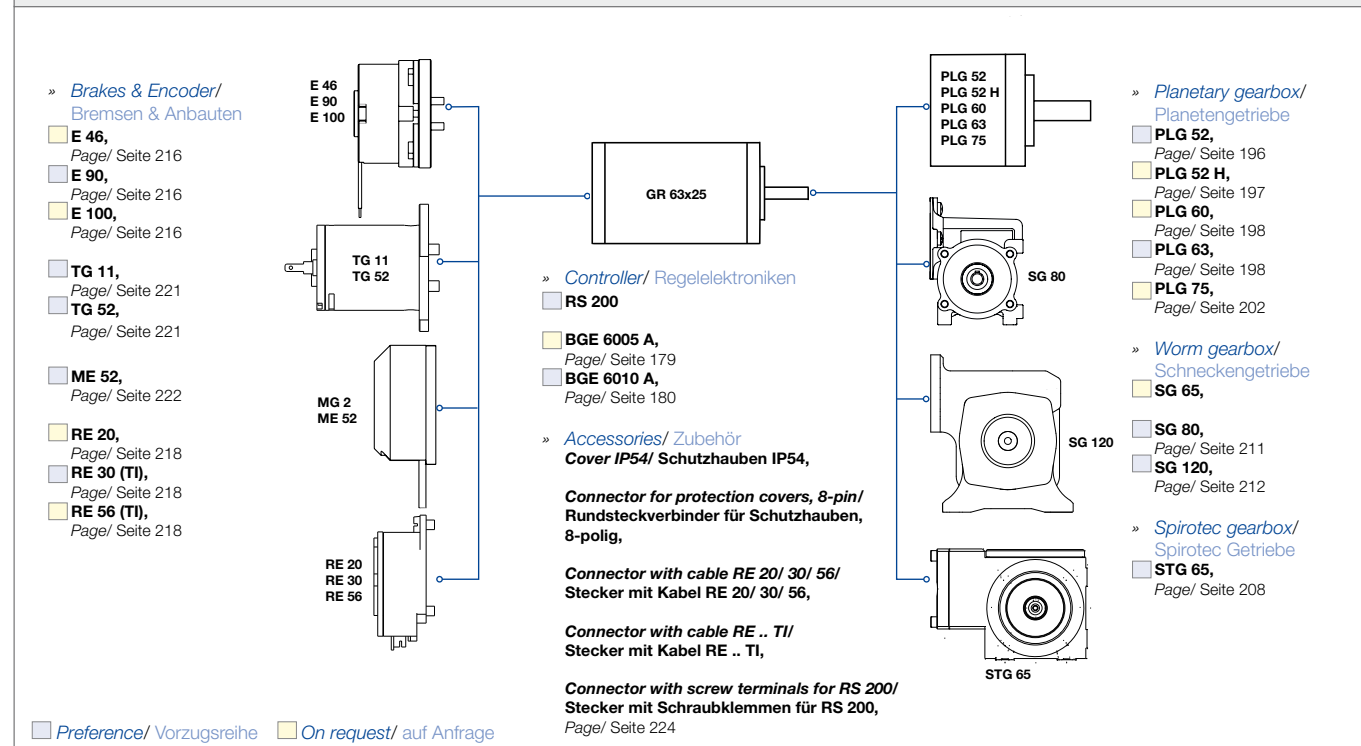 » Brakes & Encoder/
Bremsen & Anbauten
E 46,
Page/ Seite 216
E 90,
Page/ Seite 216
E 100,
Page/ Seite 216
TG 11,
Page/ Seite 221
TG 52,
Page/ Seite 221
ME 52,
Page/ Seite 222
RE 20,
Page/ Seite 218
RE 30 (TI),
Page/ Seite 218
RE 56 (TI),
Page/ Seite 218
E 46
E 90
E 100
TG 11
TG 52
MG 2
ME 52
RE 20
RE 30
RE 56
GR 63x25
» Controller/ Regelelektroniken
RS 200
BGE 6005 A,
Page/ Seite 179
BGE 6010 A,
Page/ Seite 180
» Accessories/ Zubehör
Cover IP54/ Schutzhauben IP54,
Connector for protection covers, 8-pin/
Rundsteckverbinder für Schutzhauben,
8-polig,
Connector with cable RE 20/ 30/ 56/
Stecker mit Kabel RE 20/ 30/ 56,
Connector with cable RE .. TI/
Stecker mit Kabel RE .. TI,
Connector with screw terminals for RS 200/
Stecker mit Schraubklemmen für RS 200,
Page/ Seite 224
PLG 52
PLG 52 H
PLG 60
PLG 63
PLG 75
SG 80
SG 120
STG 65
» Planetary gearbox/
Planetengetriebe
PLG 52,
Page/ Seite 196
PLG 52 H,
Page/ Seite 197
PLG 60,
Page/ Seite 198
PLG 63,
Page/ Seite 198
PLG 75,
Page/ Seite 202
» Worm gearbox/
Schneckengetriebe
SG 65,
SG 80,
Page/ Seite 211
SG 120,
Page/ Seite 212
» Spirotec gearbox/
Spirotec Getriebe
STG 65,
Page/ Seite 208
Preference/ Vorzugsreihe On request/ auf Anfrage